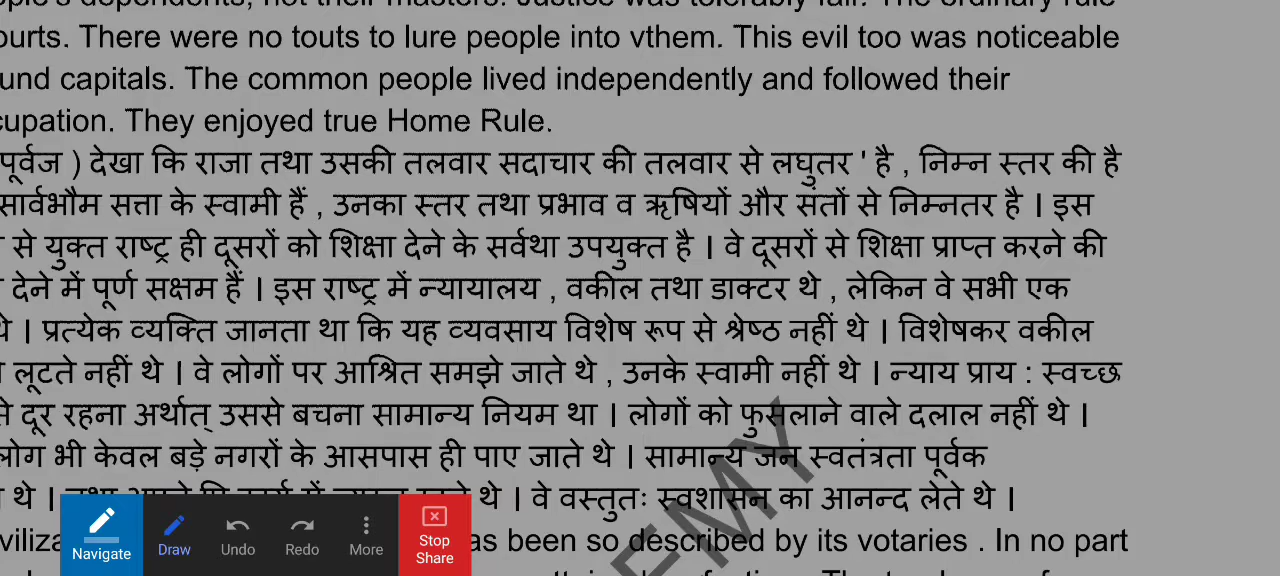 ople's dependents, not their masters. Justice was tolerably fair. The ordinary rule
ourts. There were no touts to lure people into vthem. This evil too was noticeable
und capitals. The common people lived independently and followed their
cupation. They enjoyed true Home Rule.
पूर्वज ) देखा कि राजा तथा उसकी तलवार सदाचार की तलवार से लघुतर ' है , निम्न स्तर की है
सार्वभौम सत्ता के स्वामी हैं , उनका स्तर तथा प्रभाव व ऋषियों और संतों से निम्नतर है । इस
से युक्त राष्ट्र ही दूसरों को शिक्षा देने के सर्वथा उपयुक्त है । वे दूसरों से शिक्षा प्राप्त करने की
देने में पूर्ण सक्षम हैं । इस राष्ट्र में न्यायालय , वकील तथा डाक्टर थे , लेकिन वे सभी एक
थे । प्रत्येक व्यक्ति जानता था कि यह व्यवसाय विशेष रूप से श्रेष्ठ नहीं थे । विशेषकर वकील
लूटते नहीं थे । वे लोगों पर आश्रित समझे जाते थे , उनके स्वामी नहीं थे । न्याय प्राय : स्वच्छ
से दूर रहना अर्थात् उससे बचना सामान्य नियम था । लोगों को फुसलाने वाले दलाल नहीं थे ।
लोग भी केवल बड़े नगरों के आसपास ही पाए जाते थे । सामान्य जन स्वतंत्रता पूर्वक
थे । थे । वे वस्तुतः स्वशासन का आनन्द लेते थे ।
viliza as been so described by its votaries . In no part
EMY
Navigate Draw Undo Redo More Stop Share